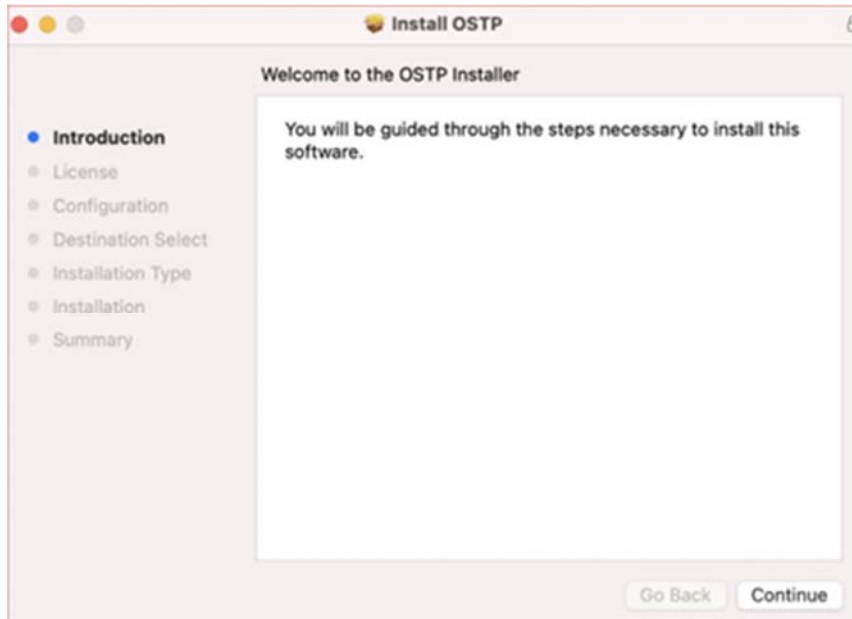 Install OSTP
Welcome to the OSTP Installer
Introduction
License
Configuration
Destination Select
Installation Type
Installation
Summary
You will be guided through the steps necessary to install this
software.
Go Back
Continue